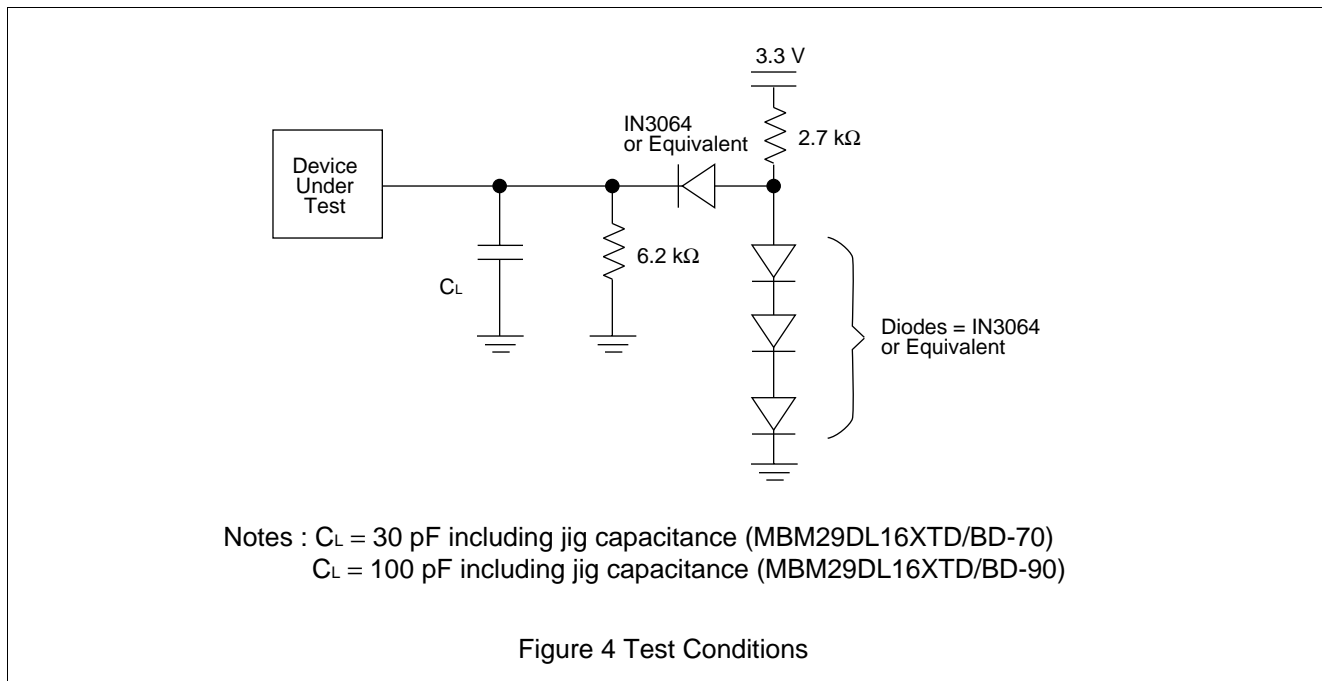 3.3 V
IN3064
or Equivalent
2.7 kΩ
Device
Under
Test
6.2 kΩ
CL
Diodes = IN3064
or Equivalent
Notes : CL = 30 pF including jig capacitance (MBM29DL16XTD/BD-70)
CL = 100 pF including jig capacitance (MBM29DL16XTD/BD-90)
Figure 4 Test Conditions